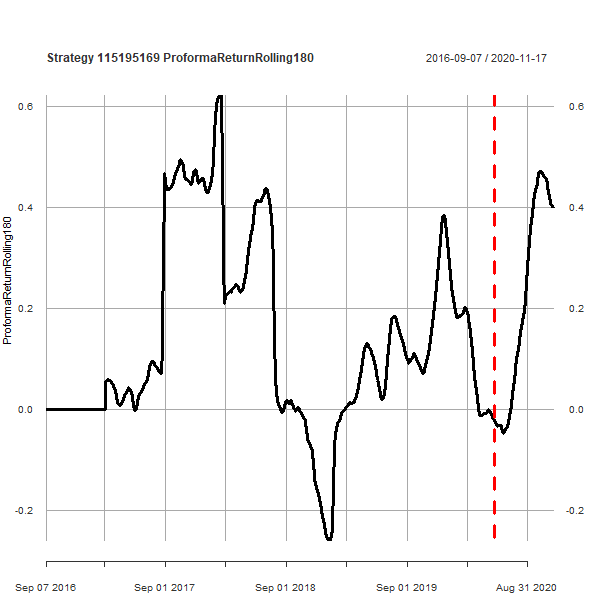 Strategy 115195169 ProformaReturnRolling180
2016-09-07 / 2020-11-17
ProformaReturnRolling180
0.6
0.4
0.2
0.0
-0.2
0.6
0.4
0.2
0.0
-0.2
Sep 07 2016
Sep 01 2017
Sep 01 2018
Sep 01 2019
Aug 31 2020